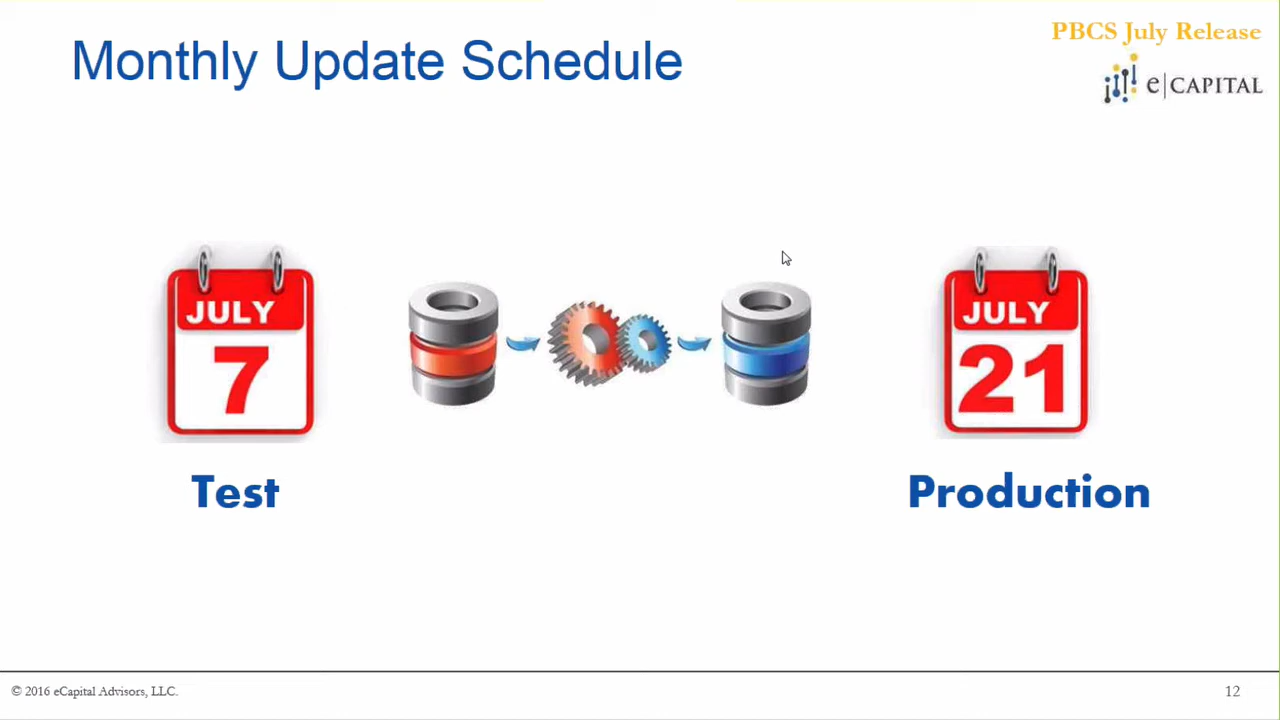 Monthly Update Schedule
PBCS July Release
e|CAPITAL
JULY
7
JULY
21
Test
Production
© 2016 eCapital Advisors, LLC.
12